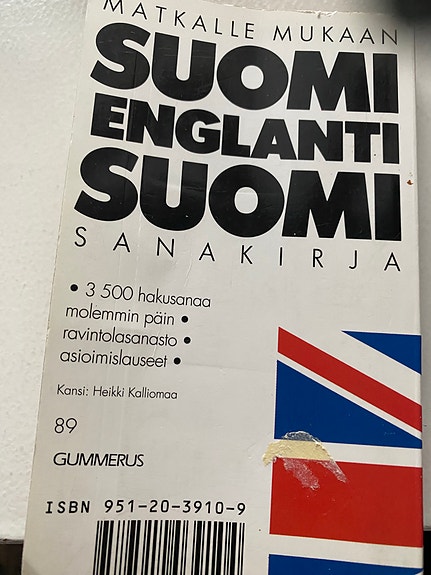 MATKALLE MUKAAN
SUOMI
ENGLANTI
SUOMI
SANAKIRJA
• 3 500 hakusanaa
molemmin päin •
ravintolasanasto •
asioimislauseet •
Kansi: Heikki Kalliomaa
89
GUMMERUS
ISBN 951-20-3910-9